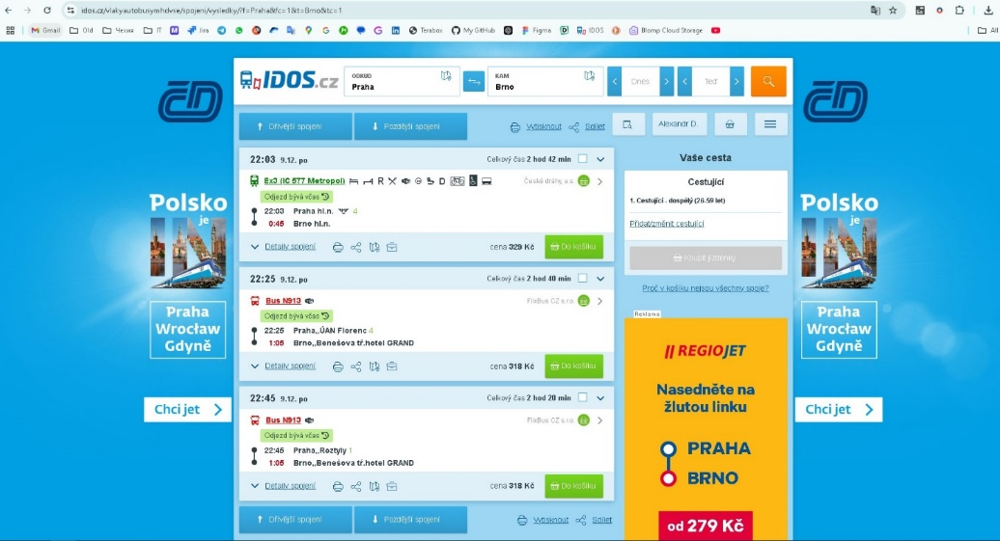 idos.cz/vlakyautobusymhdvse/spojeni/vysledky/?f=Praha&fc=1&t=Brno&tc=1
Gmail
Old
Чехия
IT
Jira
Terabox
My GitHub
Figma
IDOS
Blomp Cloud Storage
All
ČD
IDOS.cz
ODKUD
Praha
KAM
Brno
Dnes
Teď
ČD
Dřívější spojení
Pozdější spojení
Vytisknout
Sdílet
Alexandr D.
22:03 9.12. po
Celkový čas 2 hod 42 min
Ex3 (IC 577 Metropol)
České dráhy, a.s.
Odjezd bývá včas
22:03 Praha hl.n. 4
0:45 Brno hl.n.
Detaily spojení
cena 329 Kč
Do košíku
22:25 9.12. po
Celkový čas 2 hod 40 min
Bus N913
FlixBus CZ s.r.o.
Odjezd bývá včas
22:25 Praha,,ÚAN Florenc 4
1:05 Brno,,Benešova tř.hotel GRAND
Detaily spojení
cena 318 Kč
Do košíku
22:45 9.12. po
Celkový čas 2 hod 20 min
Bus N913
FlixBus CZ s.r.o.
Odjezd bývá včas
22:45 Praha,,Roztyly 1
1:05 Brno,,Benešova tř.hotel GRAND
Detaily spojení
cena 318 Kč
Do košíku
Dřívější spojení
Pozdější spojení
Vytisknout
Sdílet
Vaše cesta
Cestující
1. Cestující - dospělý (26-59 let)
Přidat/změnit cestující
Koupit jízdenky
Proč v košíku nejsou všechny spoje?
Reklama
REGIOJET
Nasedněte na
žlutou linku
PRAHA
BRNO
od 279 Kč
Polsko
je
Praha
Wrocław
Gdyně
Chci jet
Polsko
je
Praha
Wrocław
Gdyně
Chci jet